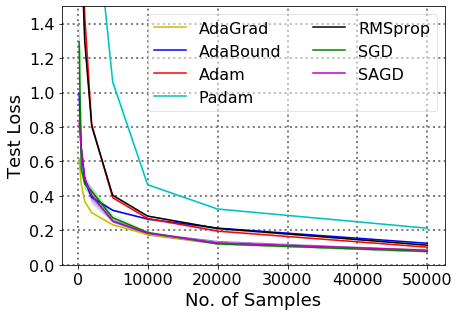 1.4
1.2
1.0
0.8
0.6
0.4
0.2
0.0
Test Loss
AdaGrad
AdaBound
Adam
Padam
RMSprop
SGD
SAGD
0 10000 20000 30000 40000 50000
No. of Samples